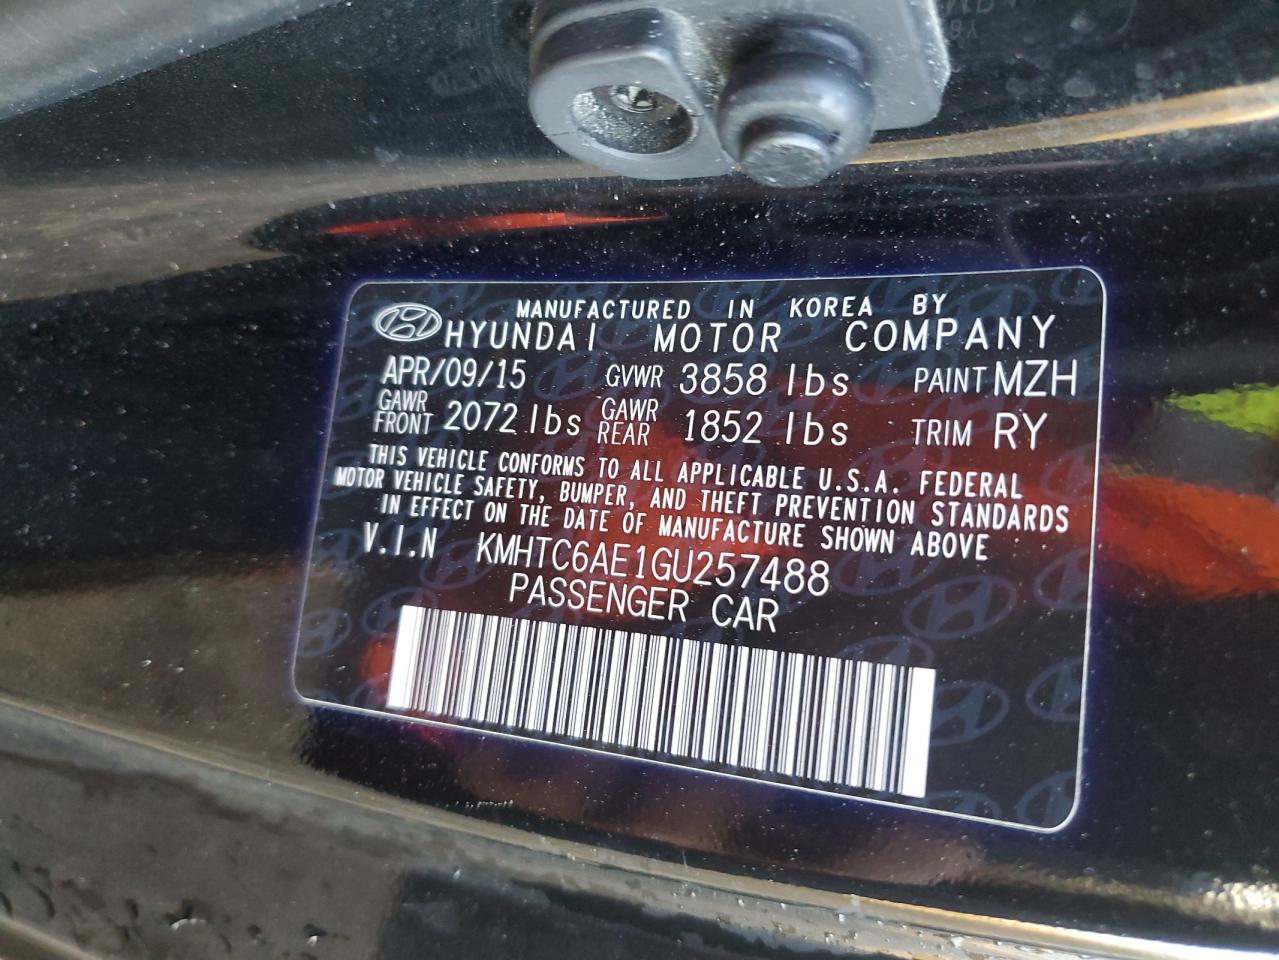 MANUFACTURED IN KOREA BY
HYUNDAI MOTOR COMPANY
APR/09/15 GVWR 3858 lbs PAINT MZH
GAWR FRONT 2072 lbs GAWR REAR 1852 lbs TRIM RY
THIS VEHICLE CONFORMS TO ALL APPLICABLE U.S.A. FEDERAL
MOTOR VEHICLE SAFETY, BUMPER, AND THEFT PREVENTION STANDARDS
IN EFFECT ON THE DATE OF MANUFACTURE SHOWN ABOVE
V.I.N KMHTC6AE1GU257488
PASSENGER CAR